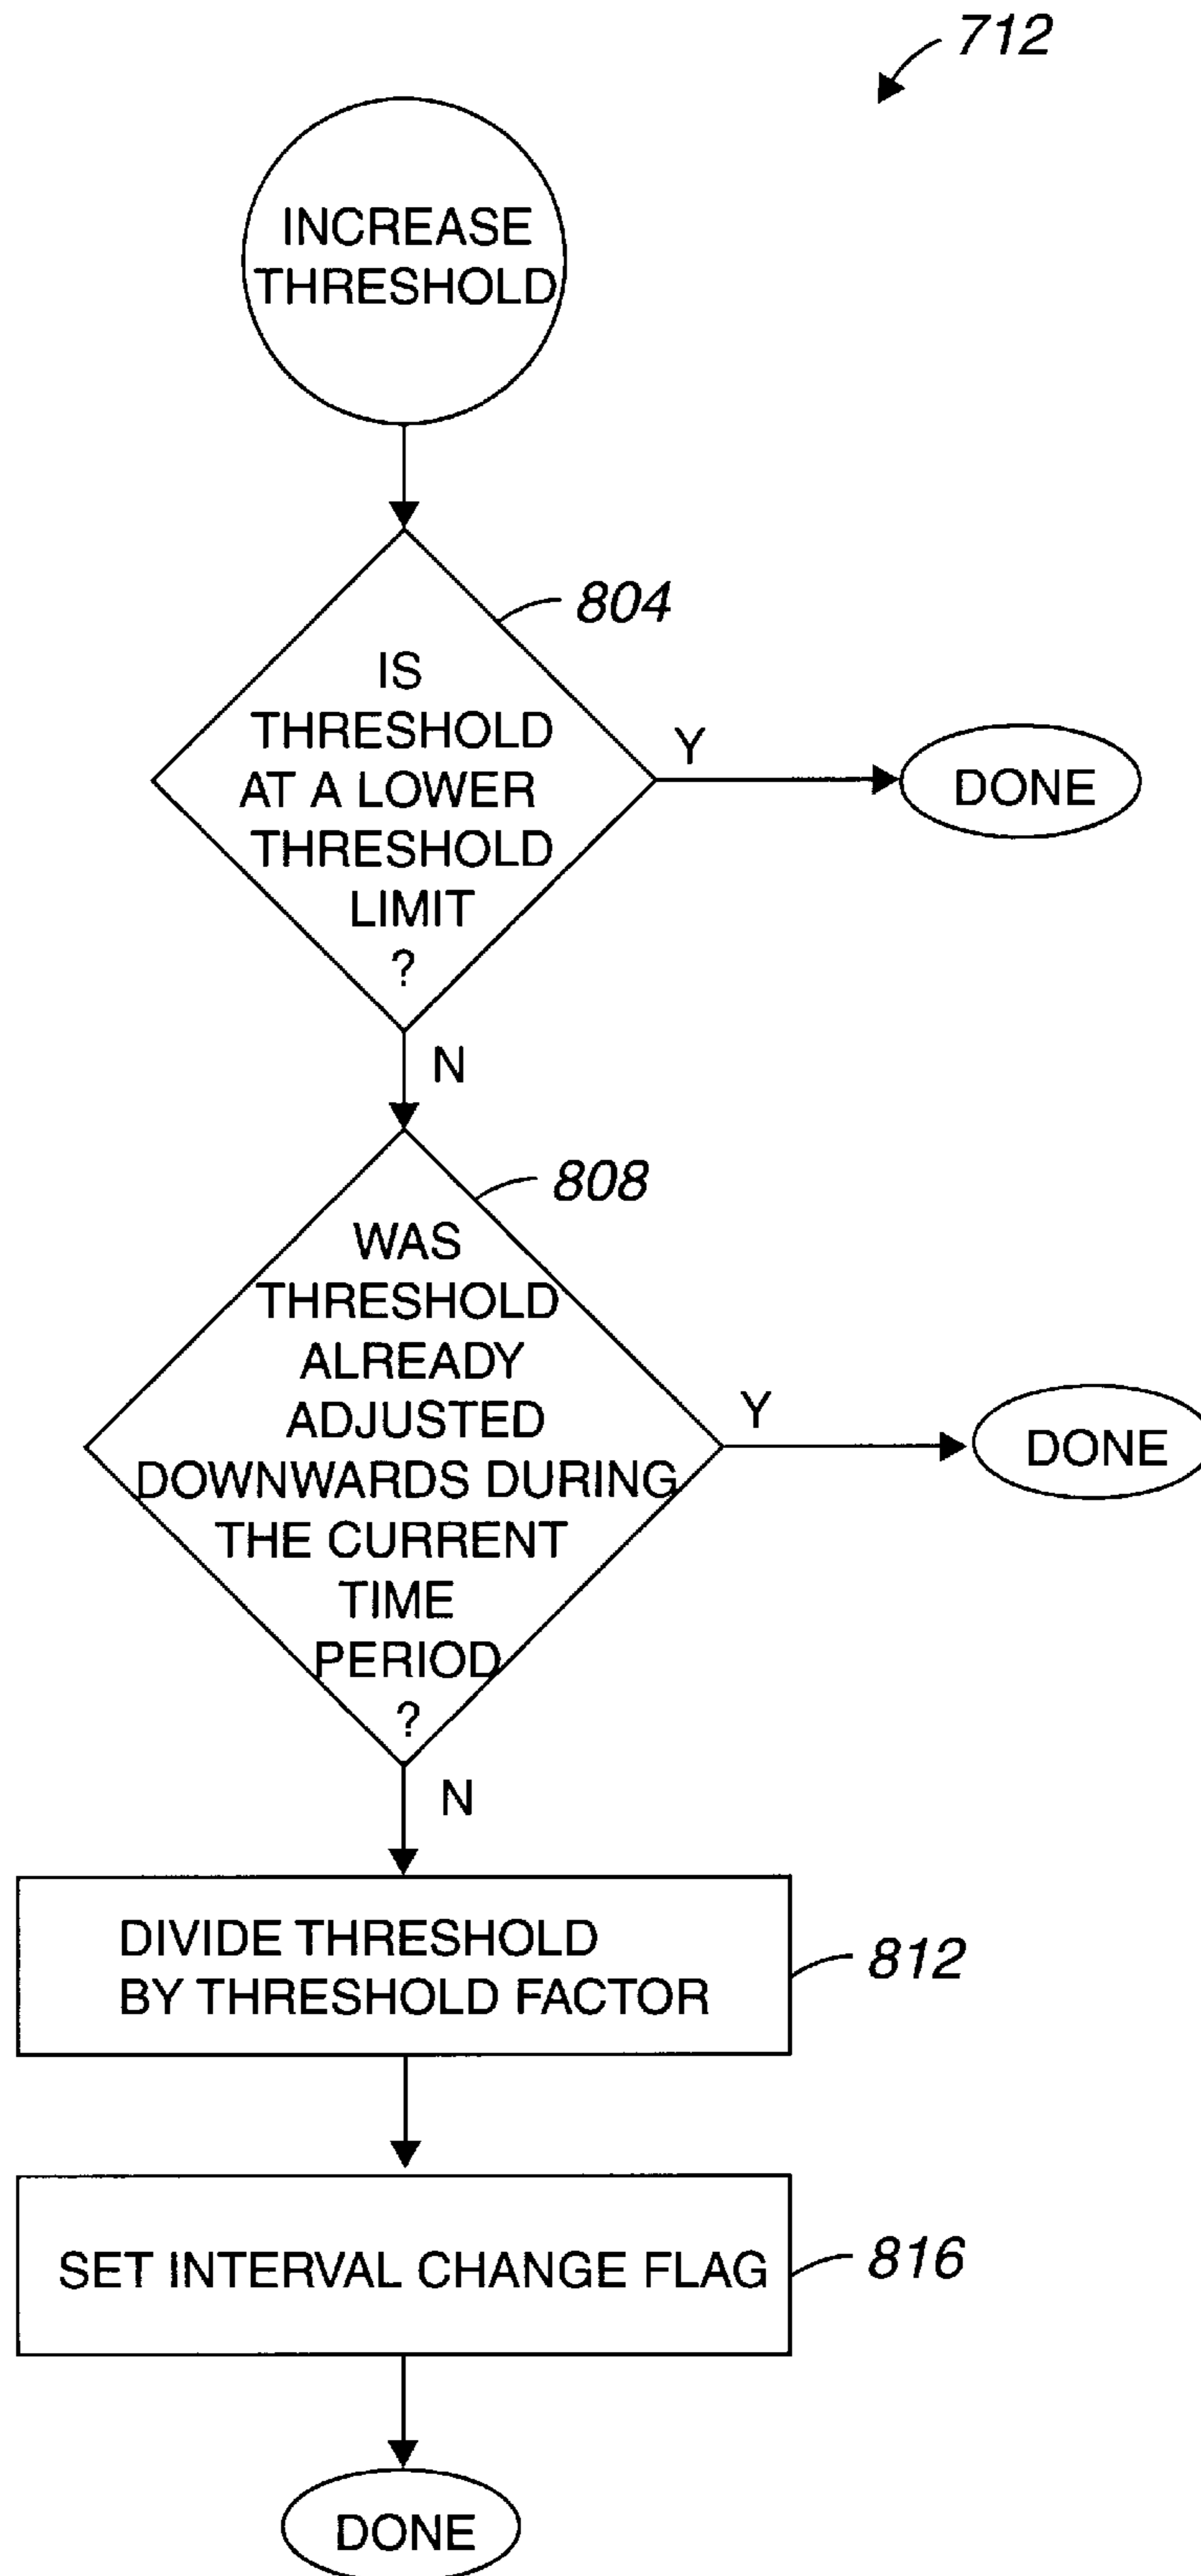 712
INCREASE
THRESHOLD
804
IS
THRESHOLD
AT A LOWER
THRESHOLD
LIMIT
?
Y
DONE
N
808
WAS
THRESHOLD
ALREADY
ADJUSTED
DOWNWARDS DURING
THE CURRENT
TIME
PERIOD
?
Y
DONE
N
DIVIDE THRESHOLD
BY THRESHOLD FACTOR
812
SET INTERVAL CHANGE FLAG
816
DONE